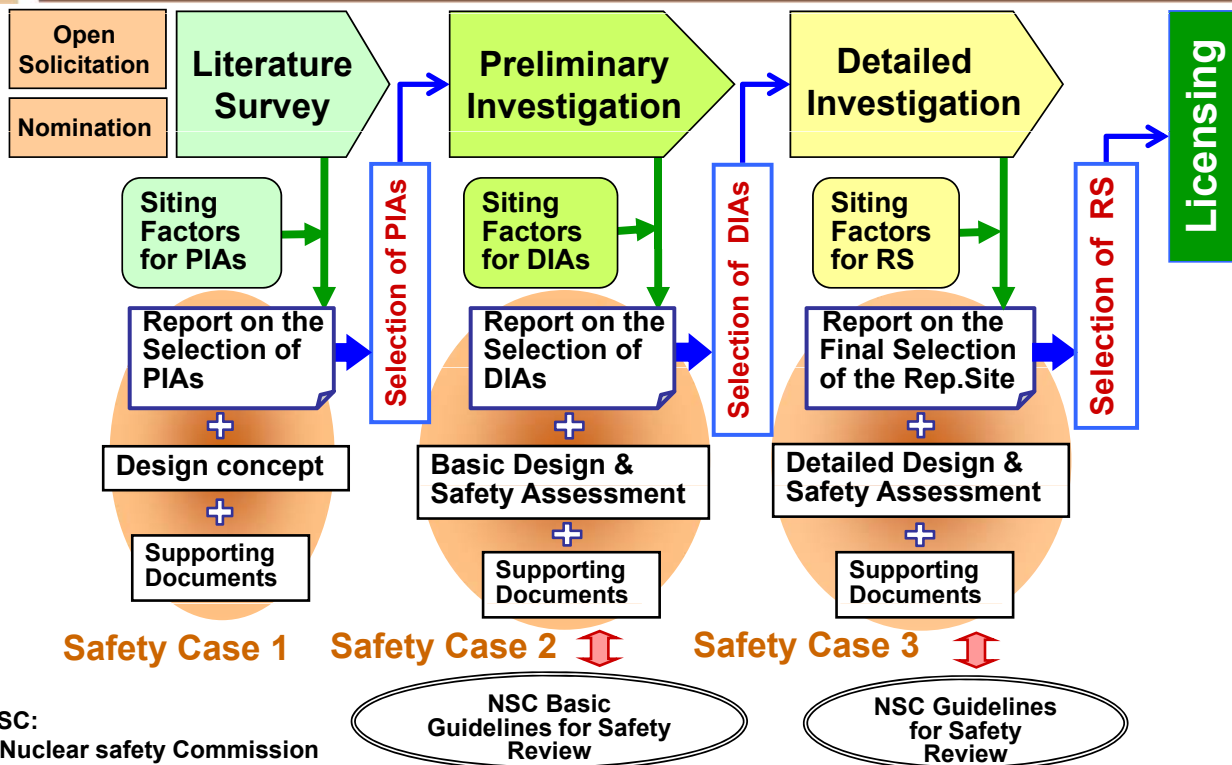 Open
Solicitation
Nomination
Literature
Survey
Preliminary
Investigation
Detailed
Investigation
Licensing
Siting
Factors
for PIAs
Selection of PIAs
Siting
Factors
for DIAs
Selection of DIAs
Siting
Factors
for RS
Selection of RS
Report on the
Selection of
PIAs
Report on the
Selection of
DIAs
Report on the
Final Selection
of the Rep.Site
+
+
+
Design concept
Basic Design &
Safety Assessment
Detailed Design &
Safety Assessment
+
+
+
Supporting
Documents
Supporting
Documents
Supporting
Documents
Safety Case 1
Safety Case 2
Safety Case 3
NSC Basic
Guidelines for Safety
Review
NSC Guidelines
for Safety
Review
SC:
Nuclear safety Commission